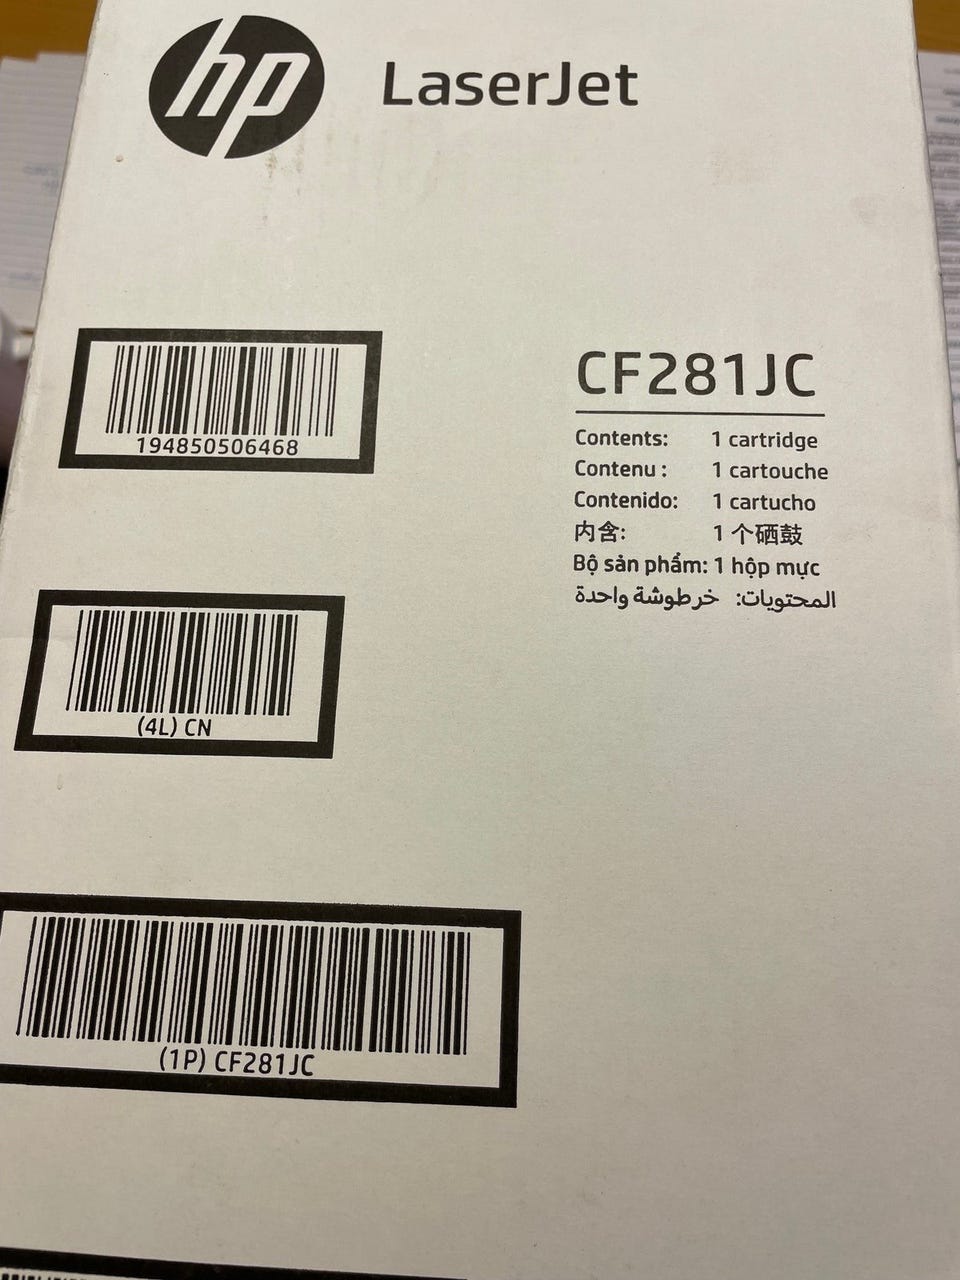 hp LaserJet
194850506468
CF281JC
Contents: 1 cartridge
Contenu : 1 cartouche
Contenido: 1 cartucho
内含: 1 个硒鼓
Bộ sản phẩm: 1 hộp mực
المحتويات: خرطوشة واحدة
(4L) CN
(1P) CF281JC